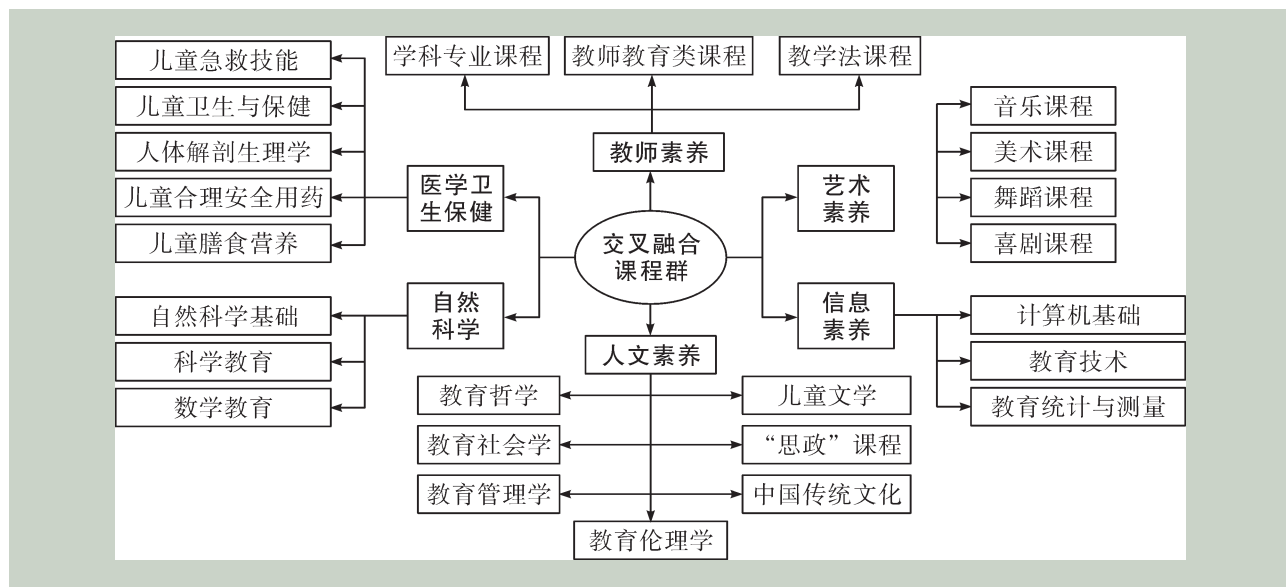 学科专业课程
教师教育类课程
教学法课程
教师素养
儿童急救技能
儿童卫生与保健
人体解剖生理学
儿童合理安全用药
儿童膳食营养
医学卫
生保健
艺术
素养
音乐课程
美术课程
舞蹈课程
喜剧课程
交叉融合
课程群
自然科学基础
科学教育
数学教育
自然
科学
信息
素养
计算机基础
教育技术
教育统计与测量
人文素养
教育哲学
儿童文学
教育社会学
“思政”课程
教育管理学
中国传统文化
教育伦理学